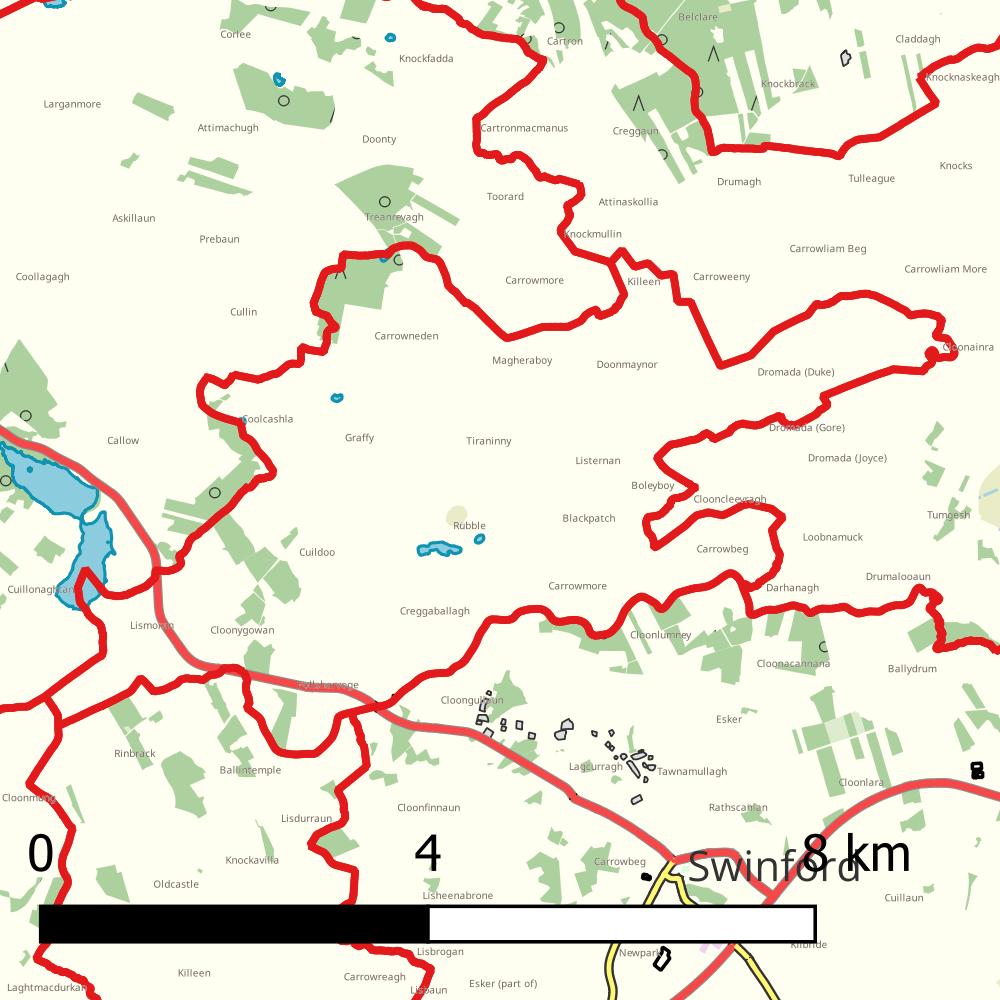 Belclare
Corlee
Cartron
Claddagh
Knockfadda
Knocknaskeagh
Knockbrack
Larganmore
Attimachugh
Cartronmacmanus
Creggaun
Doonty
Knocks
Tulleague
Drumagh
Toorard
Attinaskollia
Askillaun
Treanrevagh
Knockmullin
Prebaun
Carrowliam Beg
Carrowliam More
Coollagagh
Carrowmore
Killeen
Carroweeny
Cullin
Carrowneden
Cloonainra
Magheraboy
Doonmaynor
Dromada (Duke)
Coolcashla
Dromada (Gore)
Callow
Graffy
Tiraninny
Listernan
Dromada (Joyce)
Boleyboy
Clooncleevragh
Blackpatch
Tumgesh
Rubble
Loobnamuck
Cuildoo
Carrowbeg
Drumalooaun
Carrowmore
Darhanagh
Creggaballagh
Lismoran
Cloonygowan
Cloonlumney
Cloonacannana
Ballydrum
Cloongullaun
Esker
Rinbrack
Ballintemple
Lagcurragh
Tawnamullagh
Cloonlara
Cloonmung
Cloonfinnaun
Rathscanlan
Lisdurraun
0 4 8 km
Knockavilla
Carrowbeg
Swinford
Oldcastle
Lisheenabrone
Cuillaun
Kilbride
Lisbrogan
Newpark
Killeen
Carrowreagh
Laghtmacdurkan
Lisbaun
Esker (part of)